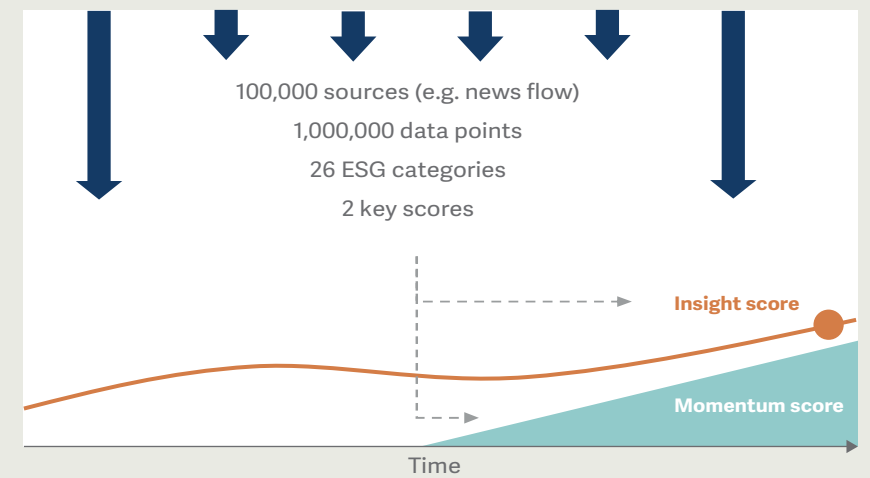 100,000 sources (e.g. news flow)
1,000,000 data points
26 ESG categories
2 key scores
Insight score
Momentum score
Time